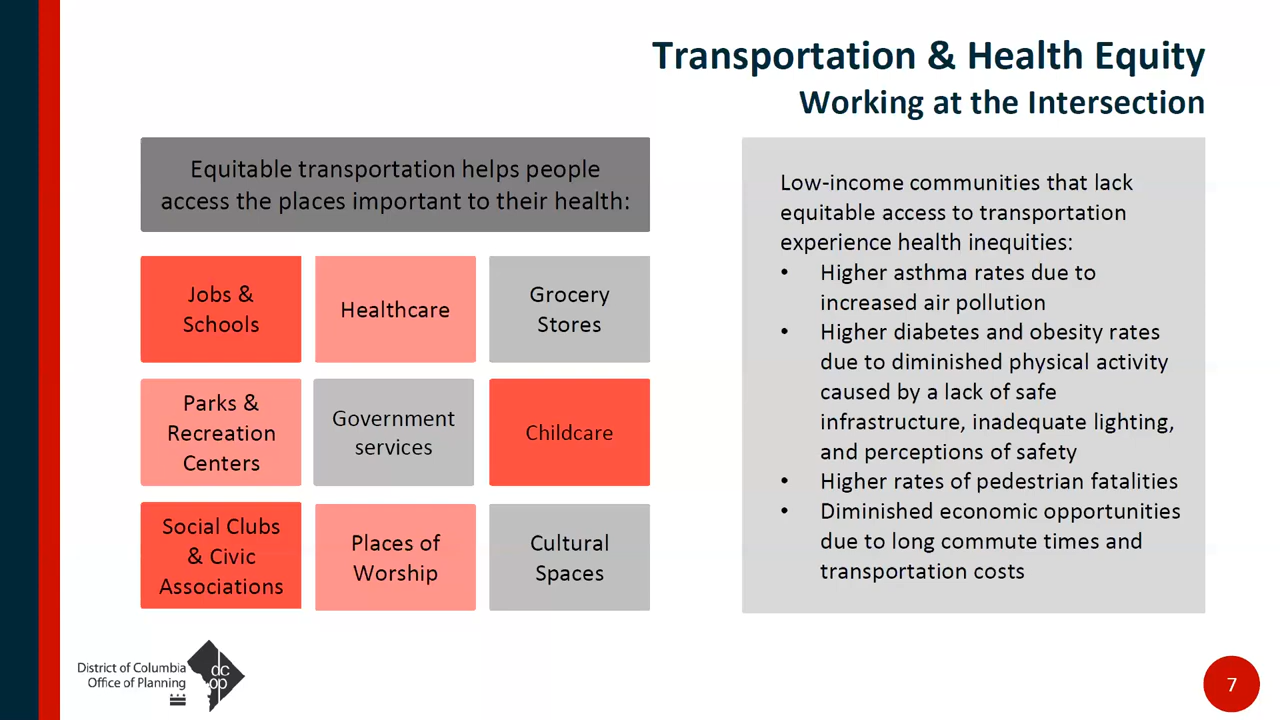 Transportation & Health Equity
Working at the Intersection
Equitable transportation helps people
access the places important to their health:
Jobs &
Schools
Healthcare
Grocery
Stores
Parks &
Recreation
Centers
Government
services
Childcare
Social Clubs
& Civic
Associations
Places of
Worship
Cultural
Spaces
Low-income communities that lack
equitable access to transportation
experience health inequities:
• Higher asthma rates due to
increased air pollution
• Higher diabetes and obesity rates
due to diminished physical activity
caused by a lack of safe
infrastructure, inadequate lighting,
and perceptions of safety
• Higher rates of pedestrian fatalities
• Diminished economic opportunities
due to long commute times and
transportation costs
District of Columbia
Office of Planning
dc
op
7